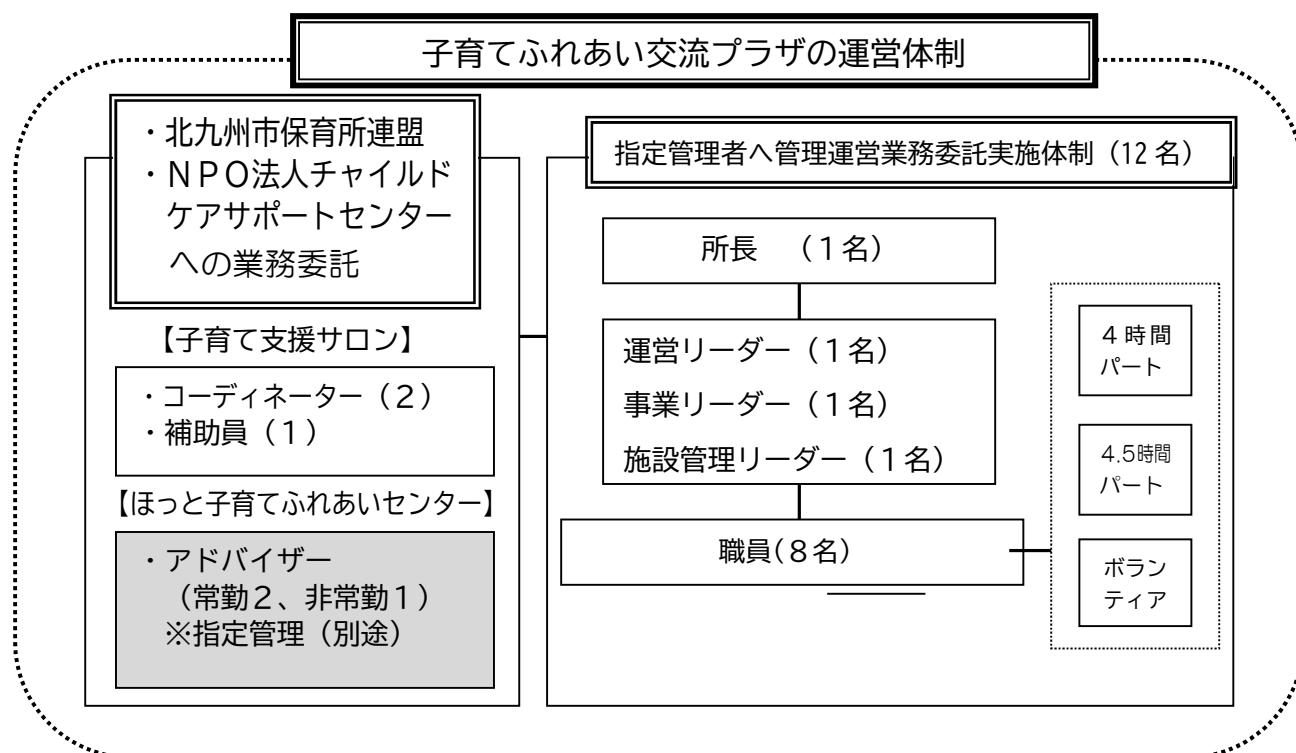 子育てふれあい交流プラザの運営体制
・北九州市保育所連盟
・ＮＰＯ法人チャイルド
ケアサポートセンター
への業務委託
【子育て支援サロン】
・コーディネーター（２）
・補助員（１）
【ほっと子育てふれあいセンター】
・アドバイザー
（常勤２、非常勤１）
※指定管理（別途）
指定管理者へ管理運営業務委託実施体制（12 名）
所長　（１名）
運営リーダー（１名）
事業リーダー（１名）
施設管理リーダー（１名）
職員（８名）
４時間
パート
4.5時間
パート
ボラン
ティア